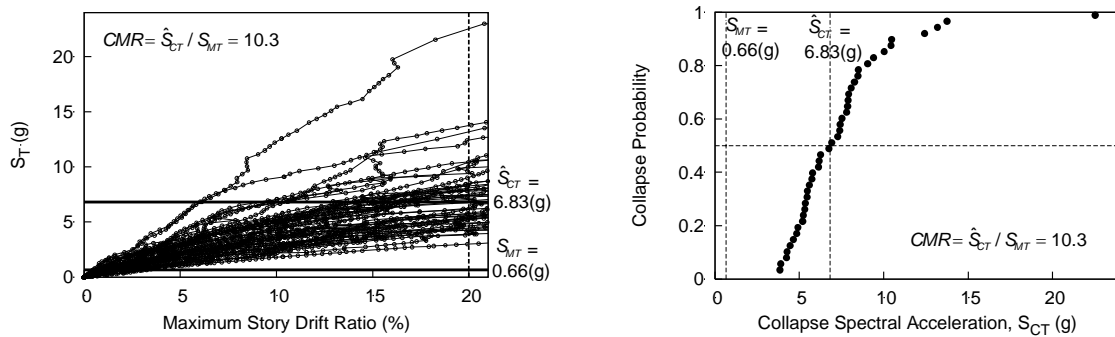 CMR = Ŝ_CT / S_MT = 10.3
S_T (g)
20
15
10
5
0
Ŝ_CT =
6.83(g)
S_MT =
0.66(g)
0 5 10 15 20
Maximum Story Drift Ratio (%)
Collapse Probability
1
0.8
0.6
0.4
0.2
0
S_MT =
0.66(g)
Ŝ_CT =
6.83(g)
CMR = Ŝ_CT / S_MT = 10.3
0 5 10 15 20
Collapse Spectral Acceleration, S_CT (g)